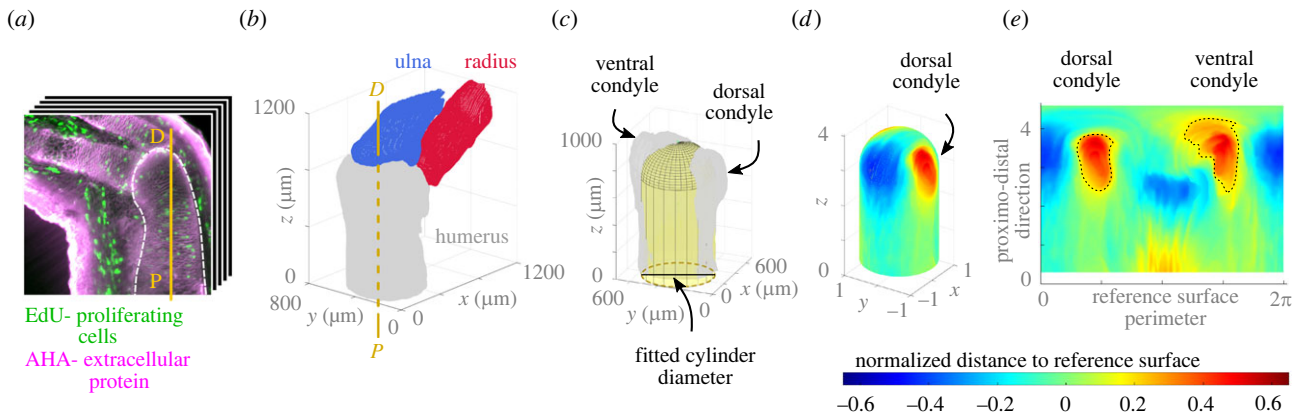 (a)
D
P
EdU- proliferating
cells
AHA- extracellular
protein
(b)
ulna
radius
D
1200
z (µm)
humerus
0
800
y (µm)
0
0
x (µm)
1200
P
(c)
ventral
condyle
dorsal
condyle
1000
z (µm)
0
600
y (µm)
0
0
x (µm)
600
fitted cylinder
diameter
(d)
dorsal
condyle
4
z
0
1
y
−1
−1
x
1
(e)
dorsal
condyle
ventral
condyle
4
proximo-distal
direction
0
0
reference surface
perimeter
2π
normalized distance to reference surface
−0.6
−0.4
−0.2
0
0.2
0.4
0.6